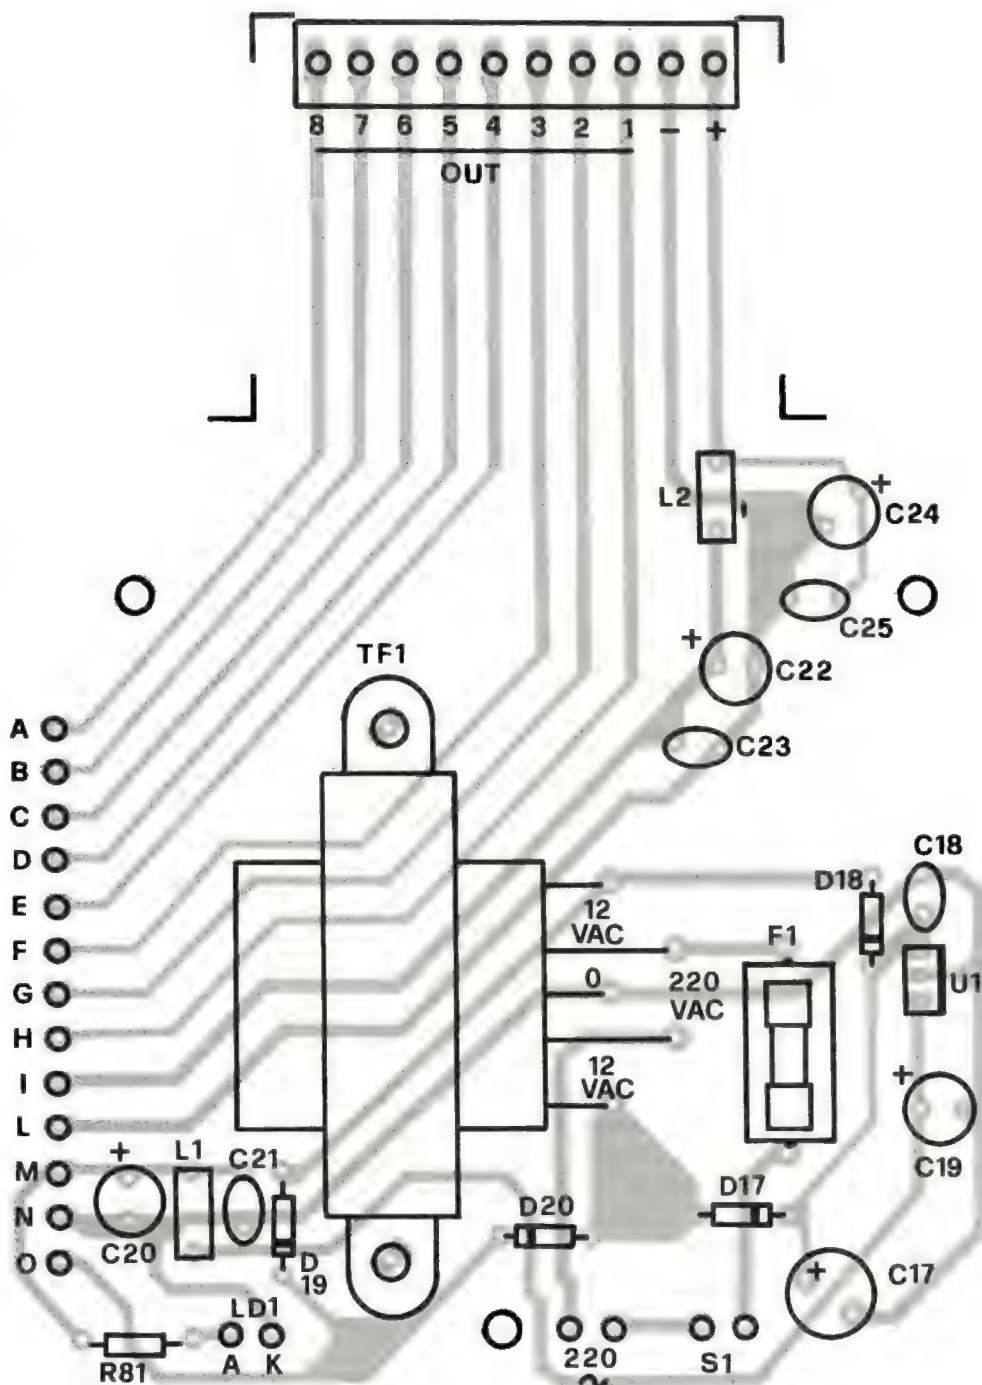 8 7 6 5 4 3 2 1 − +
OUT
L2
+
C24
C25
+
C22
TF1
C23
A
B
C
D
E
F
G
H
I
L
M
N
O
C18
D18
12
VAC
F1
0
220
VAC
U1
12
VAC
+
C19
+
L1
C21
C20
D
19
D20
D17
+
C17
LD1
A K
R81
220
S1